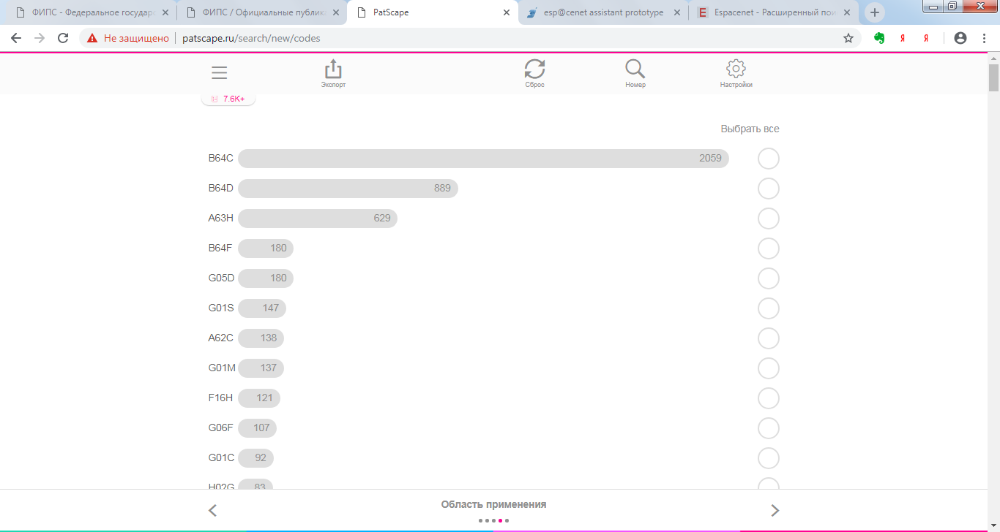 ФИПС - Федеральное государс
ФИПС / Официальные публик
PatScape
esp@cenet assistant prototype
Espacenet - Расширенный пои
Не защищено
patscape.ru/search/new/codes
Экспорт
Сброс
Номер
Настройки
7.6K+
Выбрать все
B64C 2059
B64D 889
A63H 629
B64F 180
G05D 180
G01S 147
A62C 138
G01M 137
F16H 121
G06F 107
G01C 92
H02G 83
Область применения